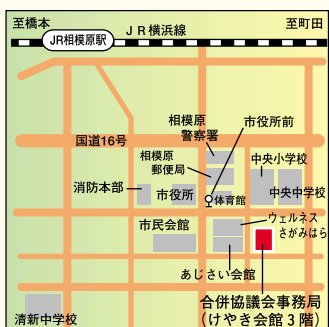 至橋本
JR横浜線
至町田
JR相模原駅
国道16号
相模原
警察署
市役所前
相模原
郵便局
中央小学校
消防本部
市役所
体育館
中央中学校
市民会館
ウェルネス
さがみはら
あじさい会館
合併協議会事務局
(けやき会館3階)
清新中学校